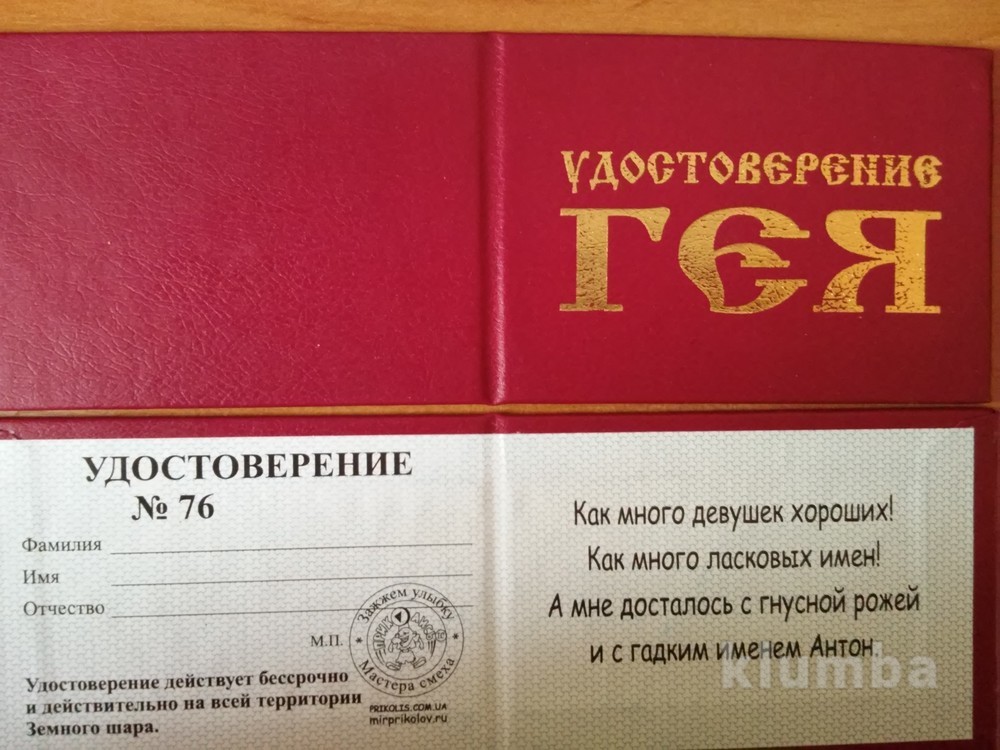 УДОСТОВЕРЕНИЕ
ГЕЯ
УДОСТОВЕРЕНИЕ
№ 76
Фамилия
Имя
Отчество
М.П.
Зажжем улыбку
Мастера смеха
PRIKOLIS.COM.UA
mirprikolov.ru
Удостоверение действует бессрочно
и действительно на всей территории
Земного шара.
Как много девушек хороших!
Как много ласковых имен!
А мне досталось с гнусной рожей
и с гадким именем Антон.
klumba